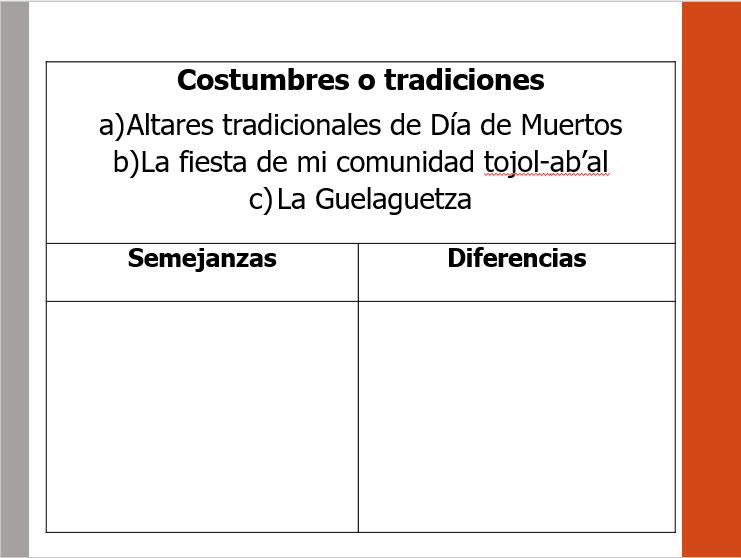 Costumbres o tradiciones
a)Altares tradicionales de Día de Muertos
b)La fiesta de mi comunidad tojol-ab’al
c)La Guelaguetza
Semejanzas
Diferencias